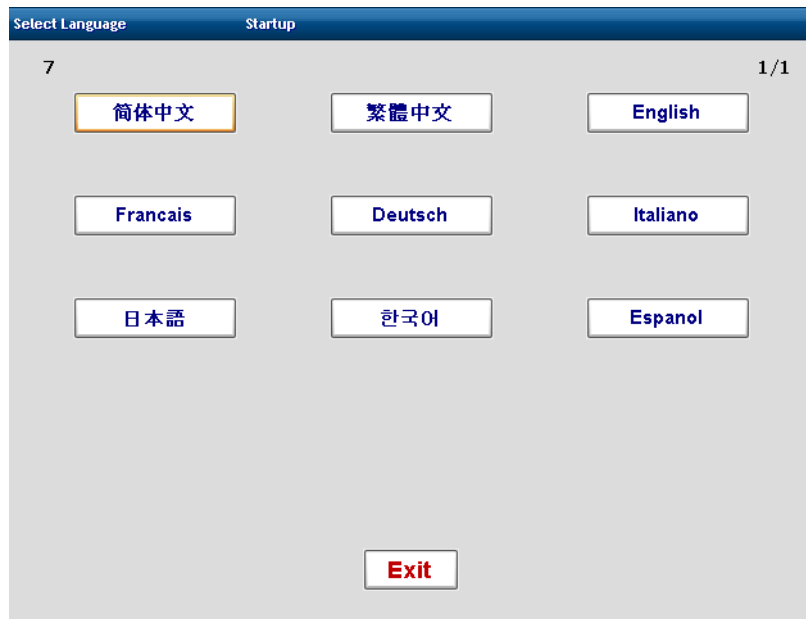 Select Language Startup
7 1/1
简体中文 繁體中文 English
Francais Deutsch Italiano
日本語 한국어 Espanol
Exit